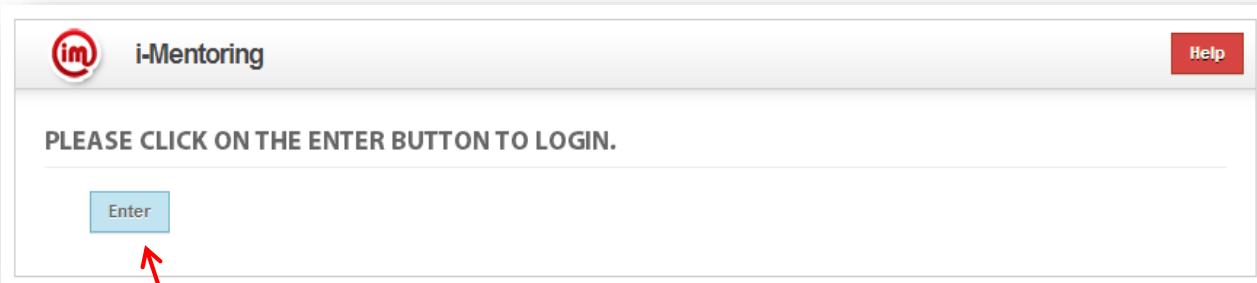 im i-Mentoring Help
PLEASE CLICK ON THE ENTER BUTTON TO LOGIN.
Enter